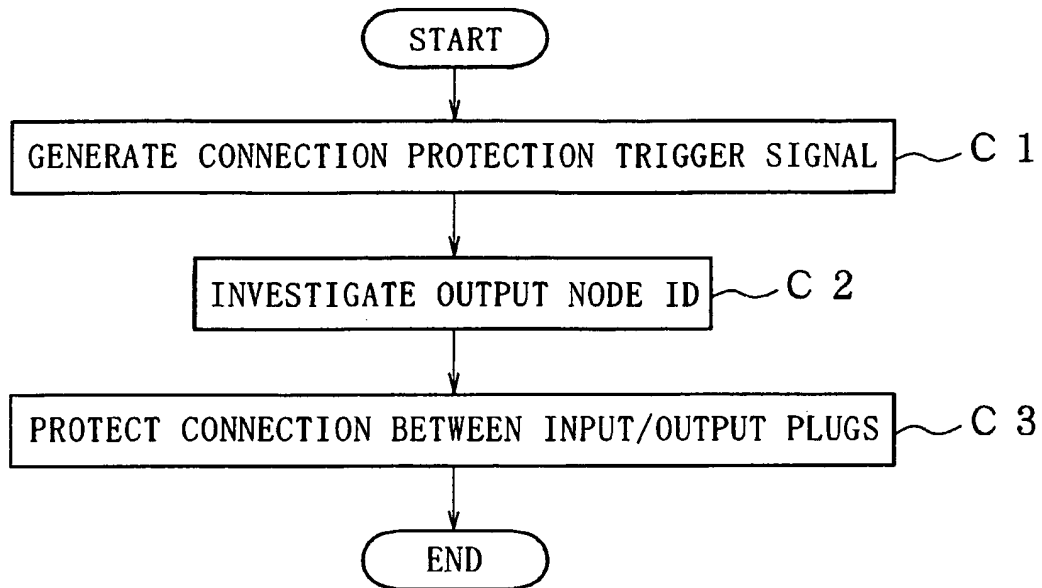 START
GENERATE CONNECTION PROTECTION TRIGGER SIGNAL
C 1
INVESTIGATE OUTPUT NODE ID
C 2
PROTECT CONNECTION BETWEEN INPUT/OUTPUT PLUGS
C 3
END